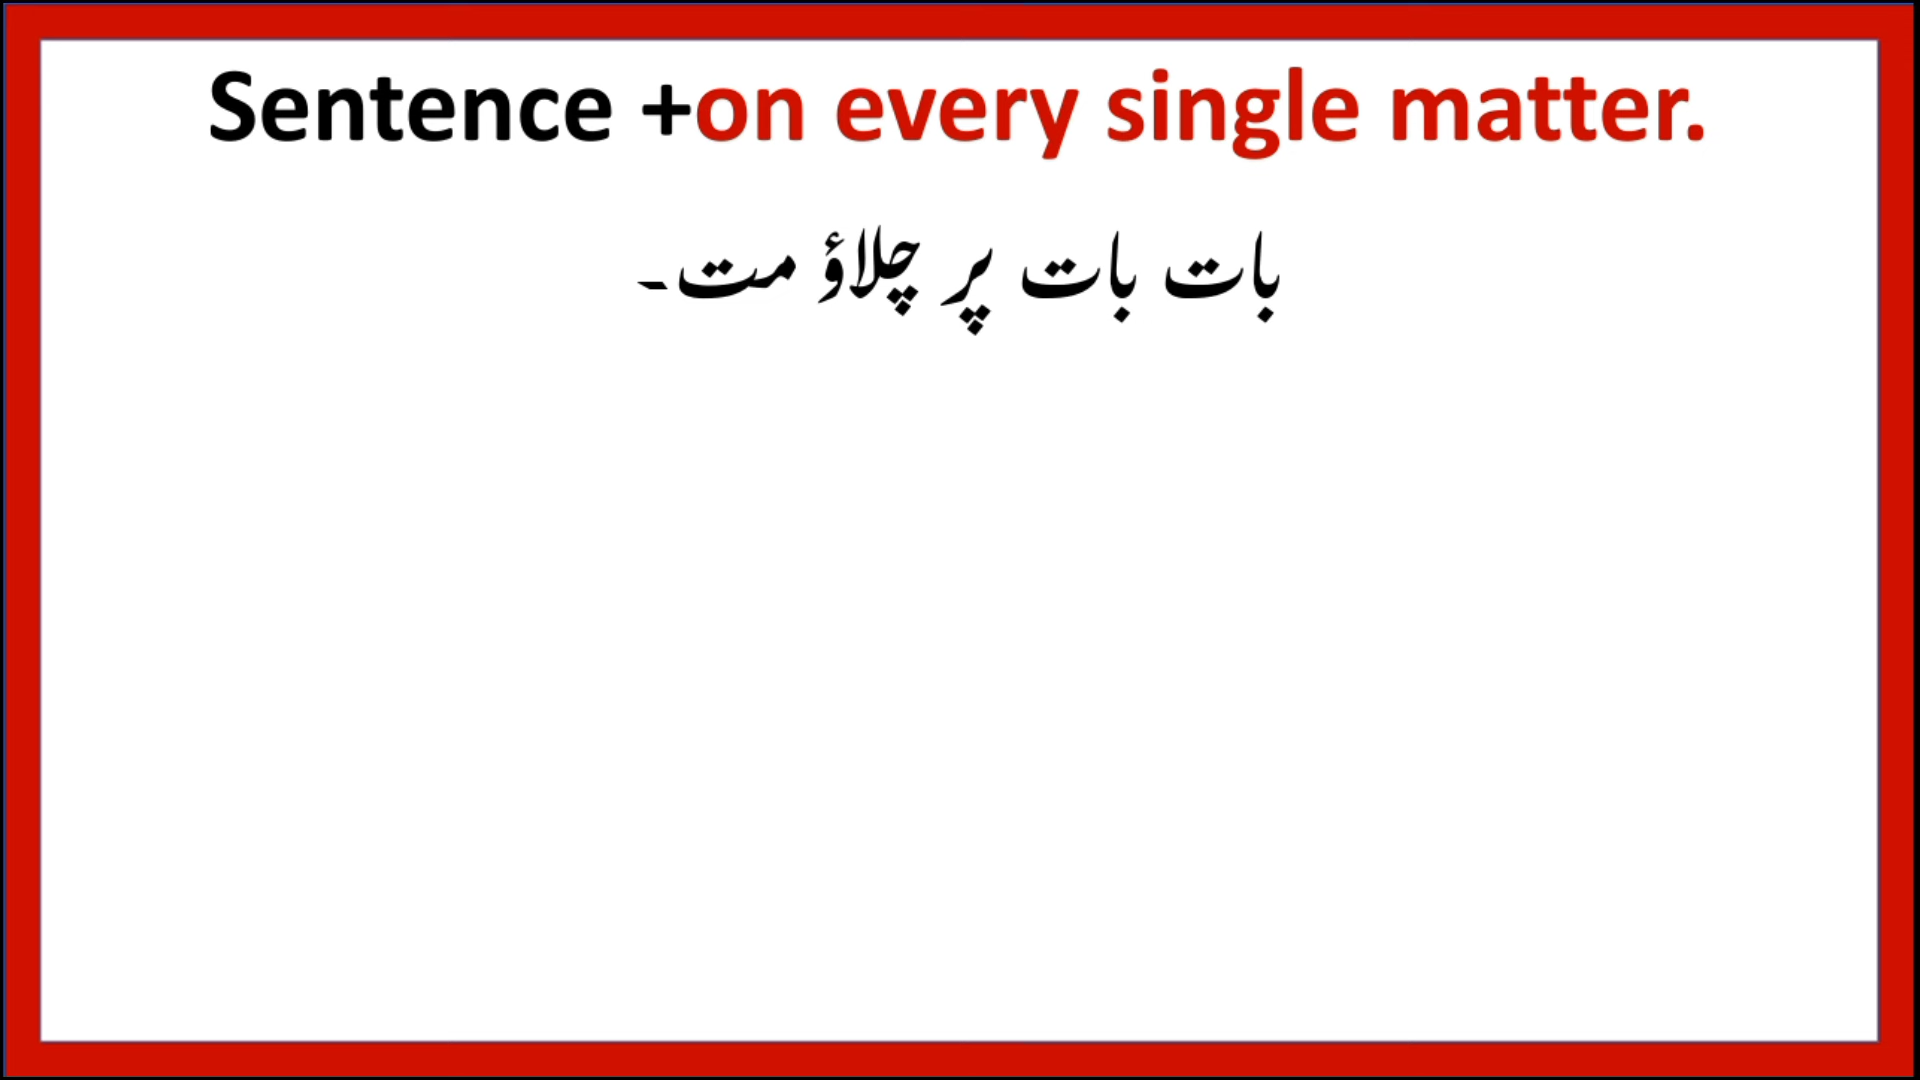 Sentence +on every single matter.
بات بات پر چلاؤ مت۔